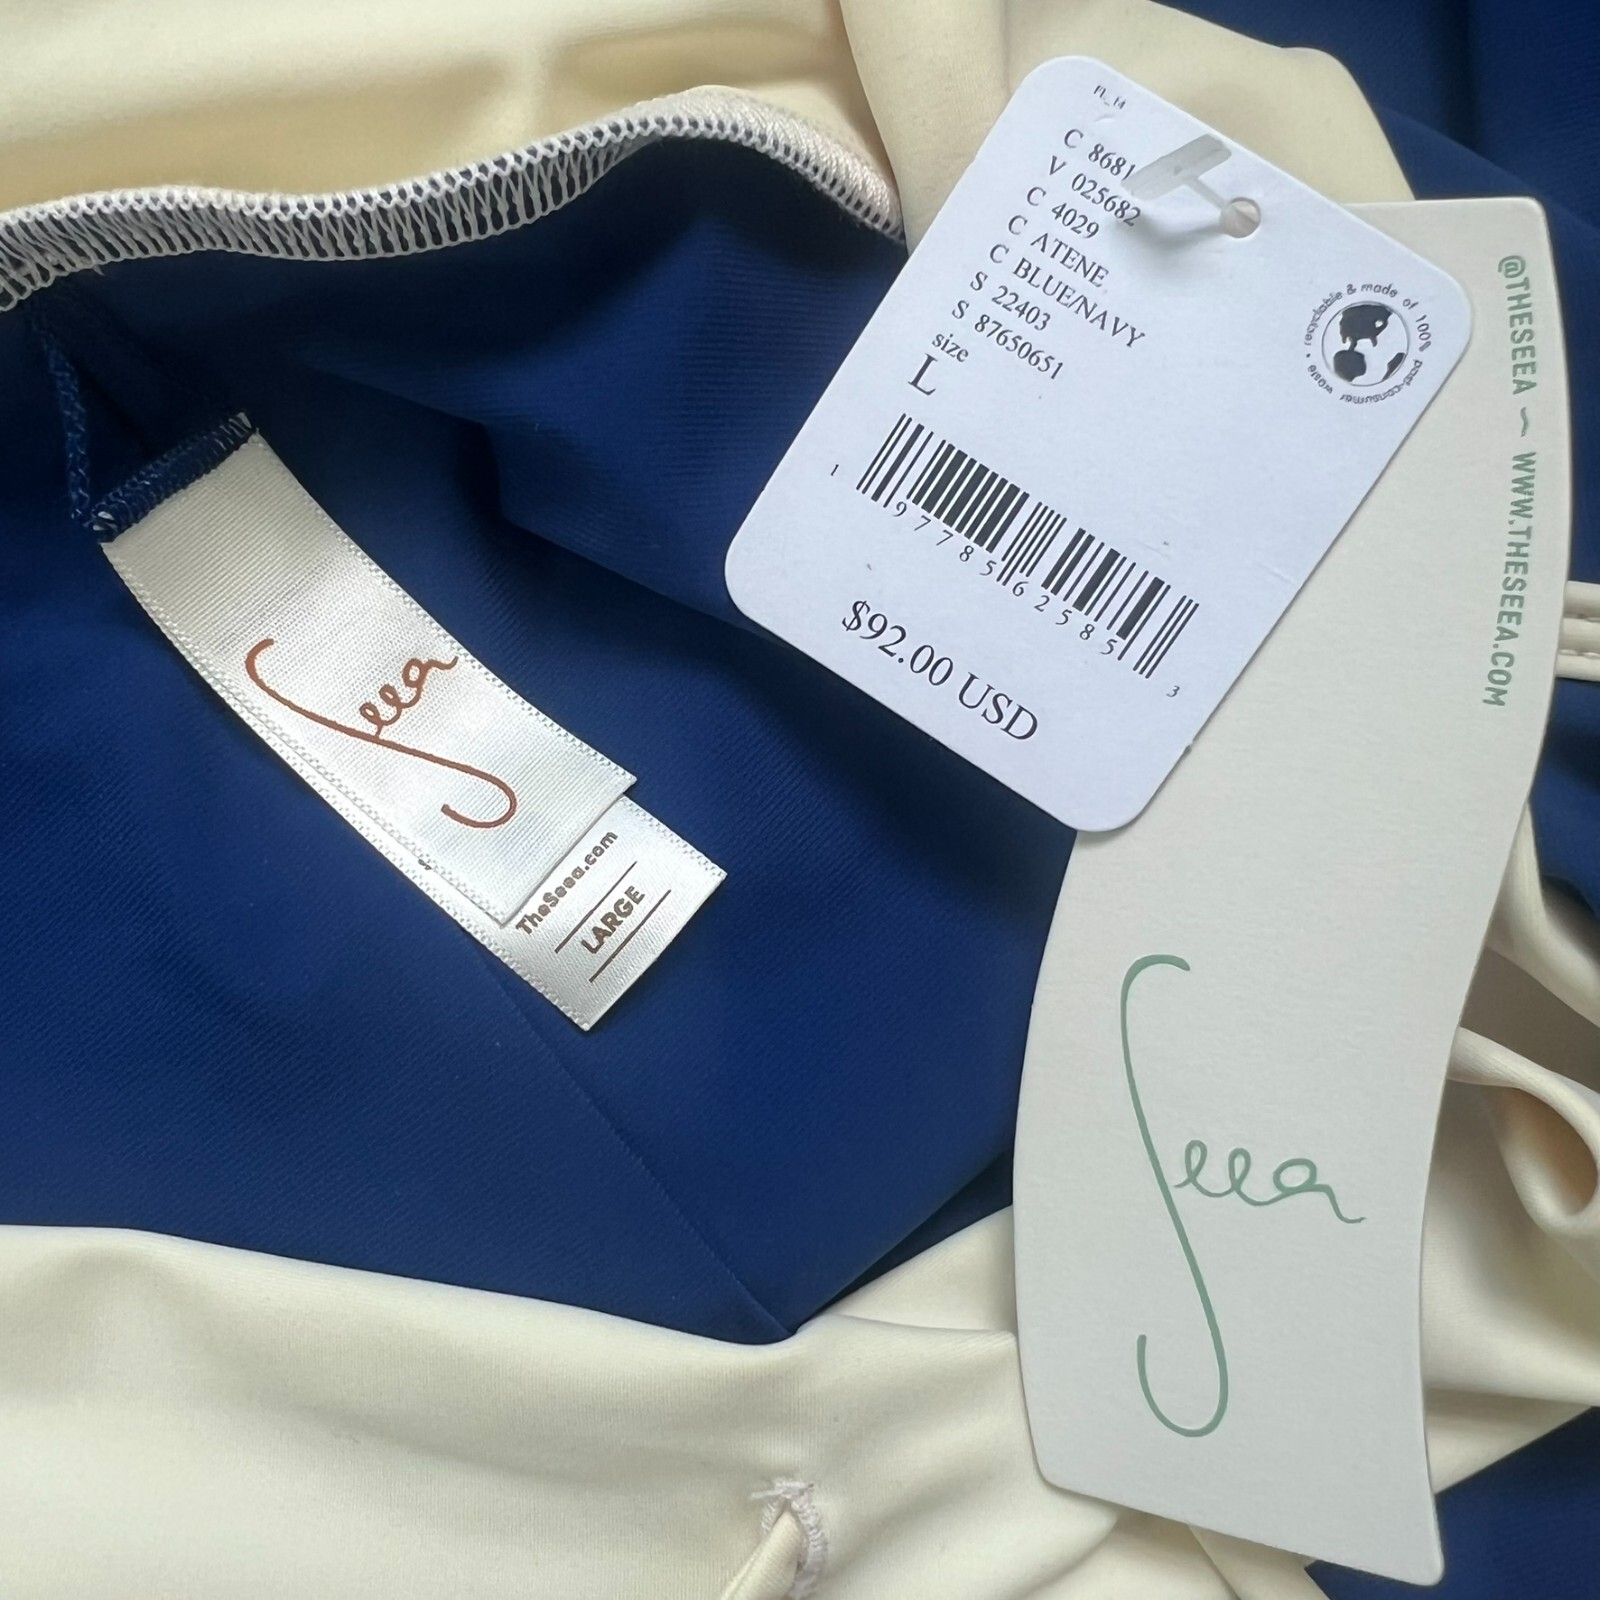 FL_14
C 8681
V 025682
C 4029
C ATENE
C BLUE/NAVY
S 22403
S 87650651
size
L
recyclable & made of 100% post-consumer waste •
1 97785 62585 3
$92.00 USD
@THESEEA ~ WWW.THESEEA.COM
Seea
Seea
TheSeea.com
LARGE